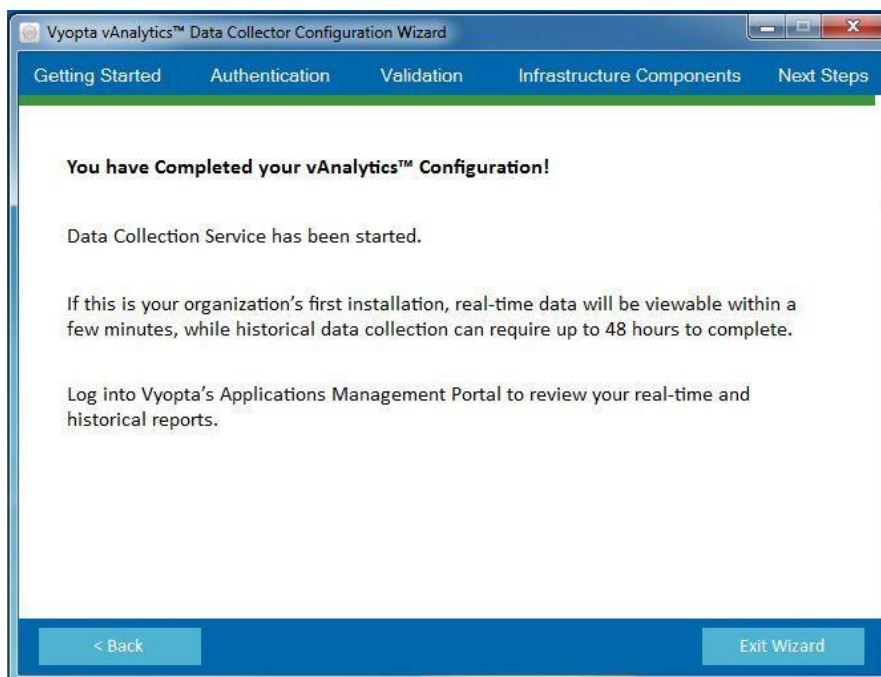 Vyopta vAnalytics™ Data Collector Configuration Wizard
Getting Started Authentication Validation Infrastructure Components Next Steps
You have Completed your vAnalytics™ Configuration!
Data Collection Service has been started.
If this is your organization’s first installation, real-time data will be viewable within a
few minutes, while historical data collection can require up to 48 hours to complete.
Log into Vyopta’s Applications Management Portal to review your real-time and
historical reports.
< Back Exit Wizard